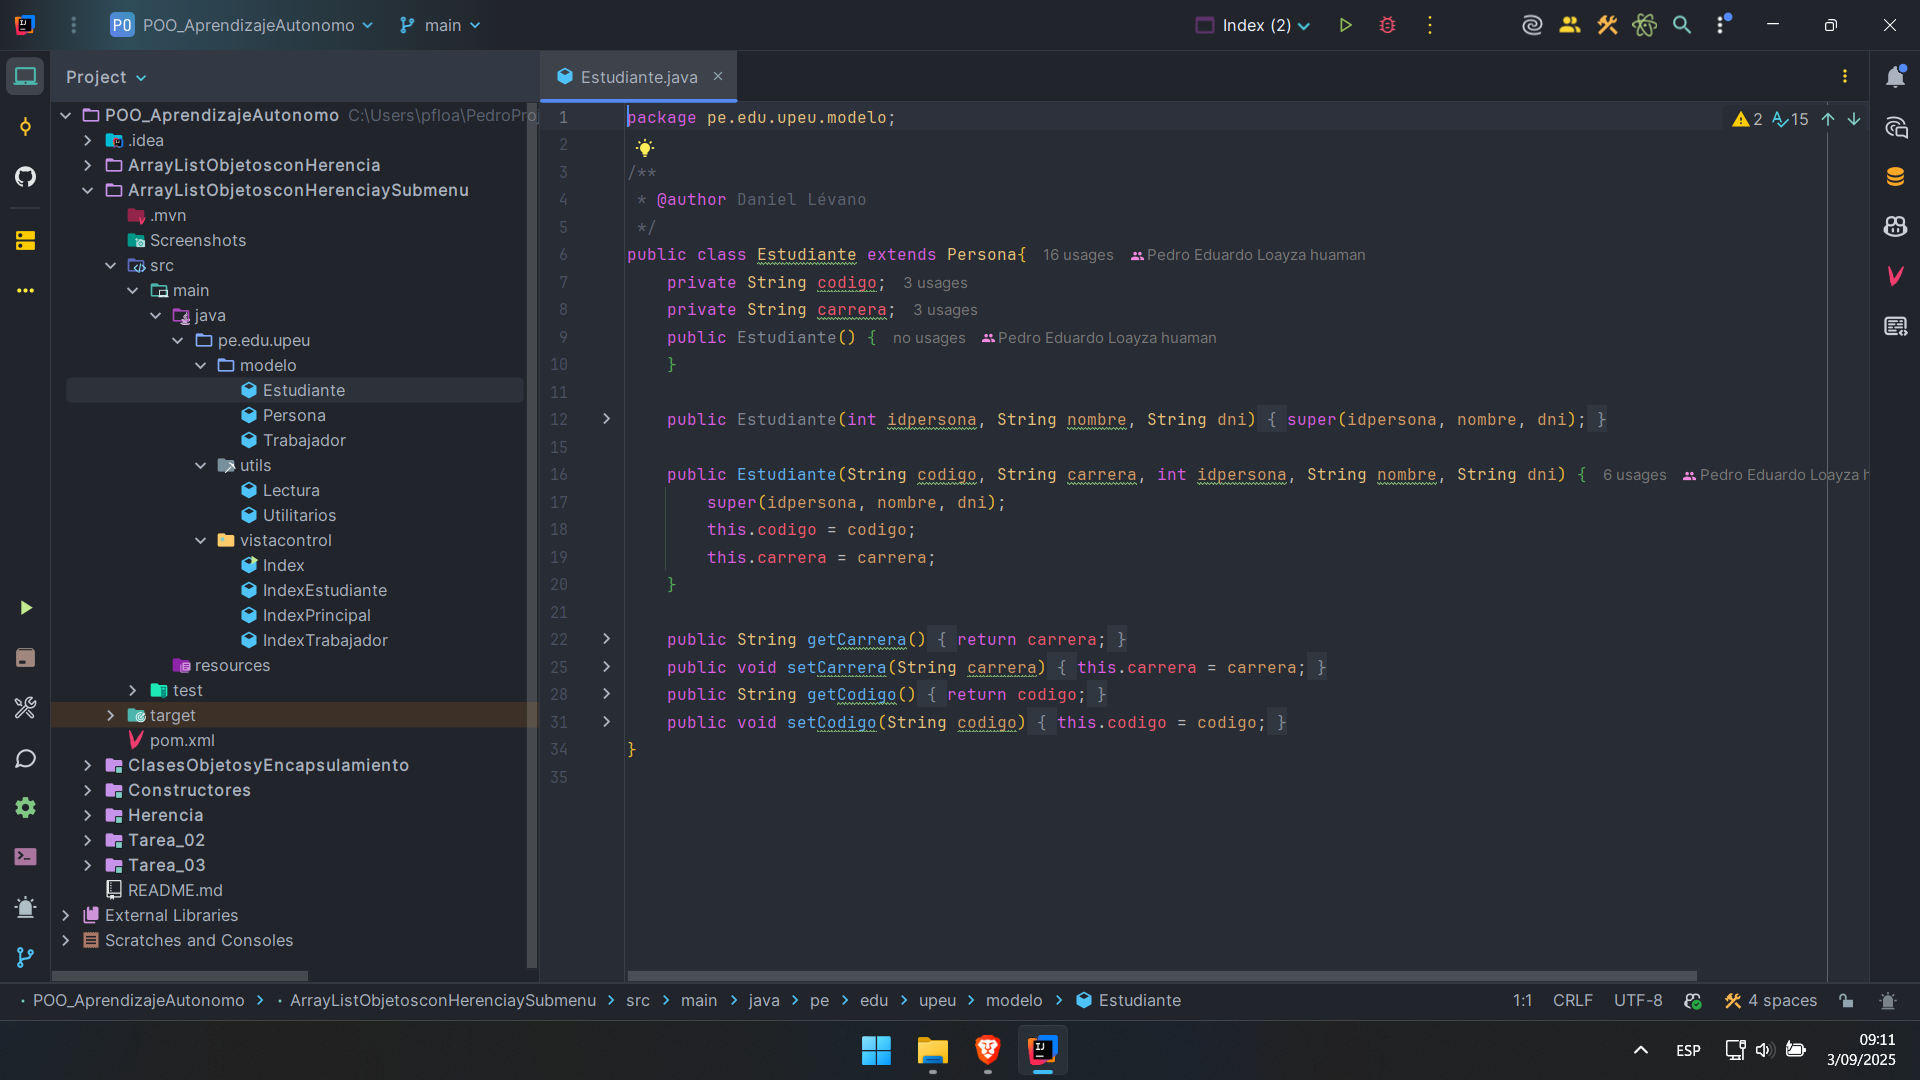 PO POO_AprendizajeAutonomo main Index (2)
Project
Estudiante.java
POO_AprendizajeAutonomo C:\Users\pfloa\PedroPro
.idea
ArrayListObjetosconHerencia
ArrayListObjetosconHerenciaySubmenu
.mvn
Screenshots
src
main
java
pe.edu.upeu
modelo
Estudiante
Persona
Trabajador
utils
Lectura
Utilitarios
vistacontrol
Index
IndexEstudiante
IndexPrincipal
IndexTrabajador
resources
test
target
pom.xml
ClasesObjetosyEncapsulamiento
Constructores
Herencia
Tarea_02
Tarea_03
README.md
External Libraries
Scratches and Consoles
1 package pe.edu.upeu.modelo;
2 15
2
3 /**
4 * @author Daniel Lévano
5 */
6 public class Estudiante extends Persona{ 16 usages Pedro Eduardo Loayza huaman
7 private String codigo; 3 usages
8 private String carrera; 3 usages
9 public Estudiante() { no usages Pedro Eduardo Loayza huaman
10 }
11
12 public Estudiante(int idpersona, String nombre, String dni) { super(idpersona, nombre, dni); }
15
16 public Estudiante(String codigo, String carrera, int idpersona, String nombre, String dni) { 6 usages Pedro Eduardo Loayza h
17 super(idpersona, nombre, dni);
18 this.codigo = codigo;
19 this.carrera = carrera;
20 }
21
22 public String getCarrera() { return carrera; }
25 public void setCarrera(String carrera) { this.carrera = carrera; }
28 public String getCodigo() { return codigo; }
31 public void setCodigo(String codigo) { this.codigo = codigo; }
34 }
35
POO_AprendizajeAutonomo ArrayListObjetosconHerenciaySubmenu src main java pe edu upeu modelo Estudiante
1:1 CRLF UTF-8 4 spaces
ESP
09:11
3/09/2025